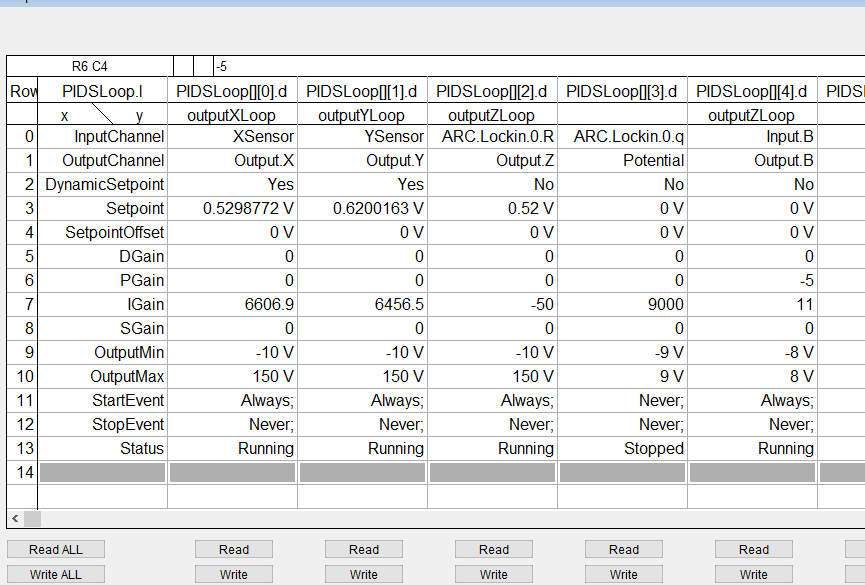 R6 C4 -5
Row PIDSLoop.l PIDSLoop[][0].d PIDSLoop[][1].d PIDSLoop[][2].d PIDSLoop[][3].d PIDSLoop[][4].d PIDSl
x y outputXLoop outputYLoop outputZLoop outputZLoop
0 InputChannel XSensor YSensor ARC.Lockin.0.R ARC.Lockin.0.q Input.B
1 OutputChannel Output.X Output.Y Output.Z Potential Output.B
2 DynamicSetpoint Yes Yes No No No
3 Setpoint 0.5298772 V 0.6200163 V 0.52 V 0 V 0 V
4 SetpointOffset 0 V 0 V 0 V 0 V 0 V
5 DGain 0 0 0 0 0
6 PGain 0 0 0 0 -5
7 IGain 6606.9 6456.5 -50 9000 11
8 SGain 0 0 0 0 0
9 OutputMin -10 V -10 V -10 V -9 V -8 V
10 OutputMax 150 V 150 V 150 V 9 V 8 V
11 StartEvent Always; Always; Always; Never; Always;
12 StopEvent Never; Never; Never; Never; Never;
13 Status Running Running Running Stopped Running
14
Read ALL Read Read Read Read Read
Write ALL Write Write Write Write Write